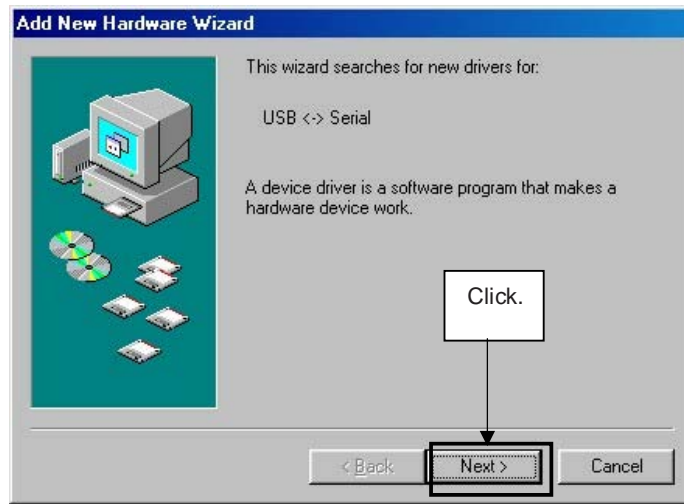 Add New Hardware Wizard
This wizard searches for new drivers for:
USB <-> Serial
A device driver is a software program that makes a
hardware device work.
Click.
< Back
Next >
Cancel